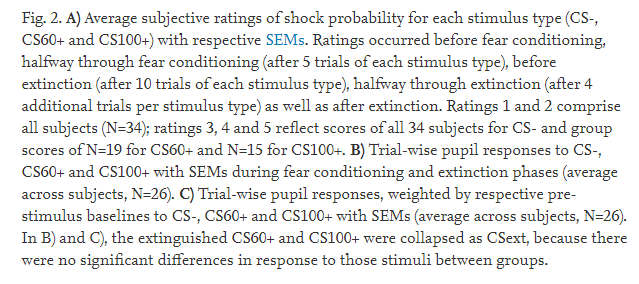 Fig. 2. A) Average subjective ratings of shock probability for each stimulus type (CS-,
CS60+ and CS100+) with respective SEMs. Ratings occurred before fear conditioning,
halfway through fear conditioning (after 5 trials of each stimulus type), before
extinction (after 10 trials of each stimulus type), halfway through extinction (after 4
additional trials per stimulus type) as well as after extinction. Ratings 1 and 2 comprise
all subjects (N=34); ratings 3, 4 and 5 reflect scores of all 34 subjects for CS- and group
scores of N=19 for CS60+ and N=15 for CS100+. B) Trial-wise pupil responses to CS-,
CS60+ and CS100+ with SEMs during fear conditioning and extinction phases (average
across subjects, N=26). C) Trial-wise pupil responses, weighted by respective pre-
stimulus baselines to CS-, CS60+ and CS100+ with SEMs (average across subjects, N=26).
In B) and C), the extinguished CS60+ and CS100+ were collapsed as CSext, because there
were no significant differences in response to those stimuli between groups.